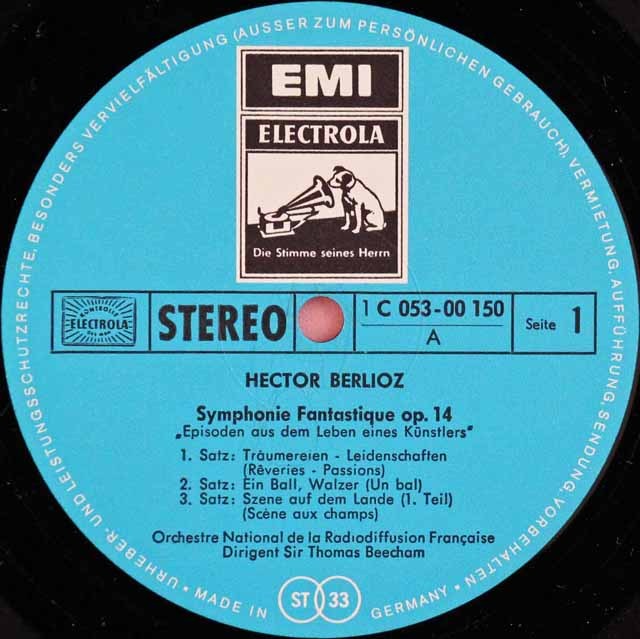 URHEBER- UND LEISTUNGSSCHUTZRECHTE, BESONDERS VERVIELFÄLTIGUNG (AUSSER ZUM PERSÖNLICHEN GEBRAUCH), VERMIETUNG, AUFFÜHRUNG, SENDUNG, VORBEHALTEN · MADE IN GERMANY ·
EMI
ELECTROLA
Die Stimme seines Herrn
ELECTROLA
STEREO
1 C 053-00 150
A
Seite 1
HECTOR BERLIOZ
Symphonie Fantastique op. 14
„Episoden aus dem Leben eines Künstlers"
1. Satz: Träumereien - Leidenschaften
(Rêveries - Passions)
2. Satz: Ein Ball, Walzer (Un bal)
3. Satz: Szene auf dem Lande (1. Teil)
(Scène aux champs)
Orchestre National de la Radiodiffusion Française
Dirigent Sir Thomas Beecham
ST 33